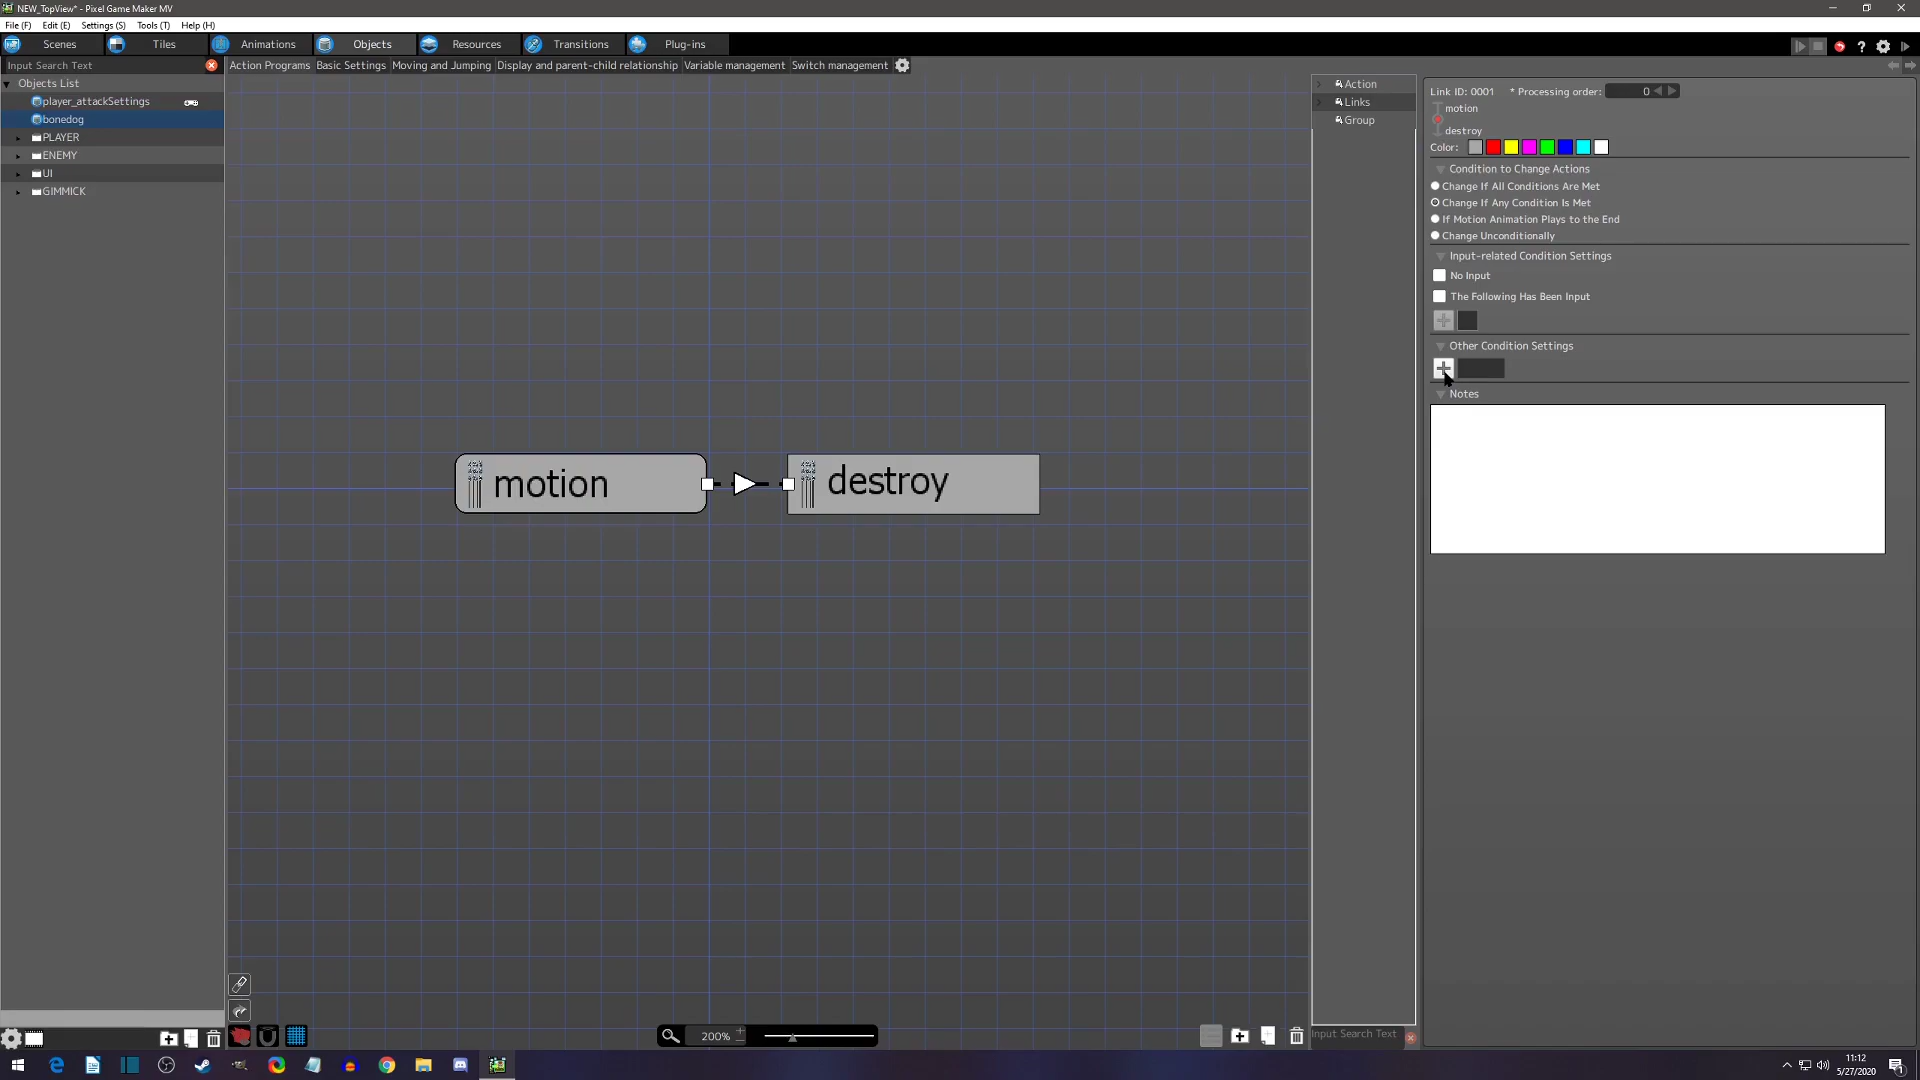 NEW_TopView* - Pixel Game Maker MV
File (F) Edit (E) Settings (S) Tools (T) Help (H)
Scenes Tiles Animations Objects Resources Transitions Plug-ins
Input Search Text
Action Programs Basic Settings Moving and Jumping Display and parent-child relationship Variable management Switch management
Objects List
player_attackSettings
bonedog
PLAYER
ENEMY
UI
GIMMICK
motion
destroy
200%
Action
Links
Group
Input Search Text
Link ID: 0001 * Processing order: 0
motion
destroy
Color:
Condition to Change Actions
Change If All Conditions Are Met
Change If Any Condition Is Met
If Motion Animation Plays to the End
Change Unconditionally
Input-related Condition Settings
No Input
The Following Has Been Input
Other Condition Settings
Notes
11:12
5/27/2020